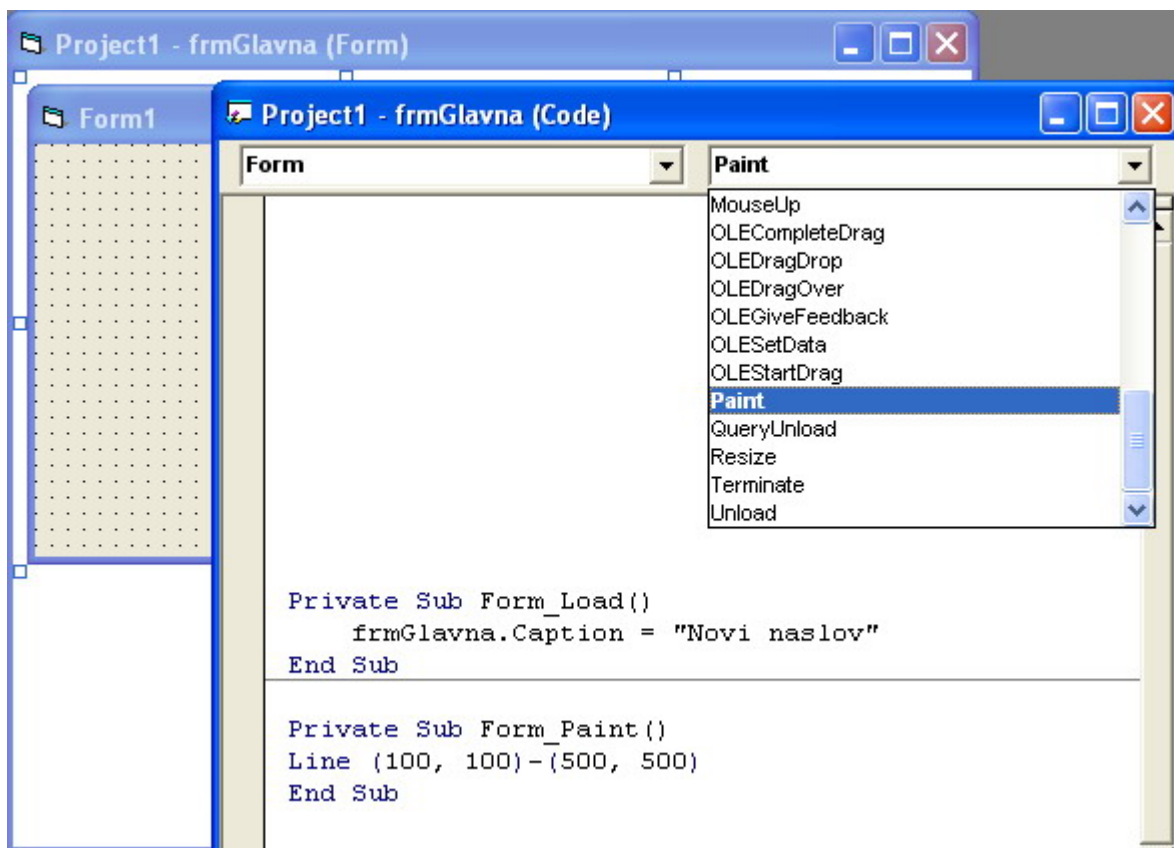 Project1 - frmGlavna (Form)
Form1
Project1 - frmGlavna (Code)
Form
Paint
MouseUp
OLECompleteDrag
OLEDragDrop
OLEDragOver
OLEGiveFeedback
OLESetData
OLEStartDrag
Paint
QueryUnload
Resize
Terminate
Unload
Private Sub Form_Load()
frmGlavna.Caption = "Novi naslov"
End Sub
Private Sub Form_Paint()
Line (100, 100)-(500, 500)
End Sub